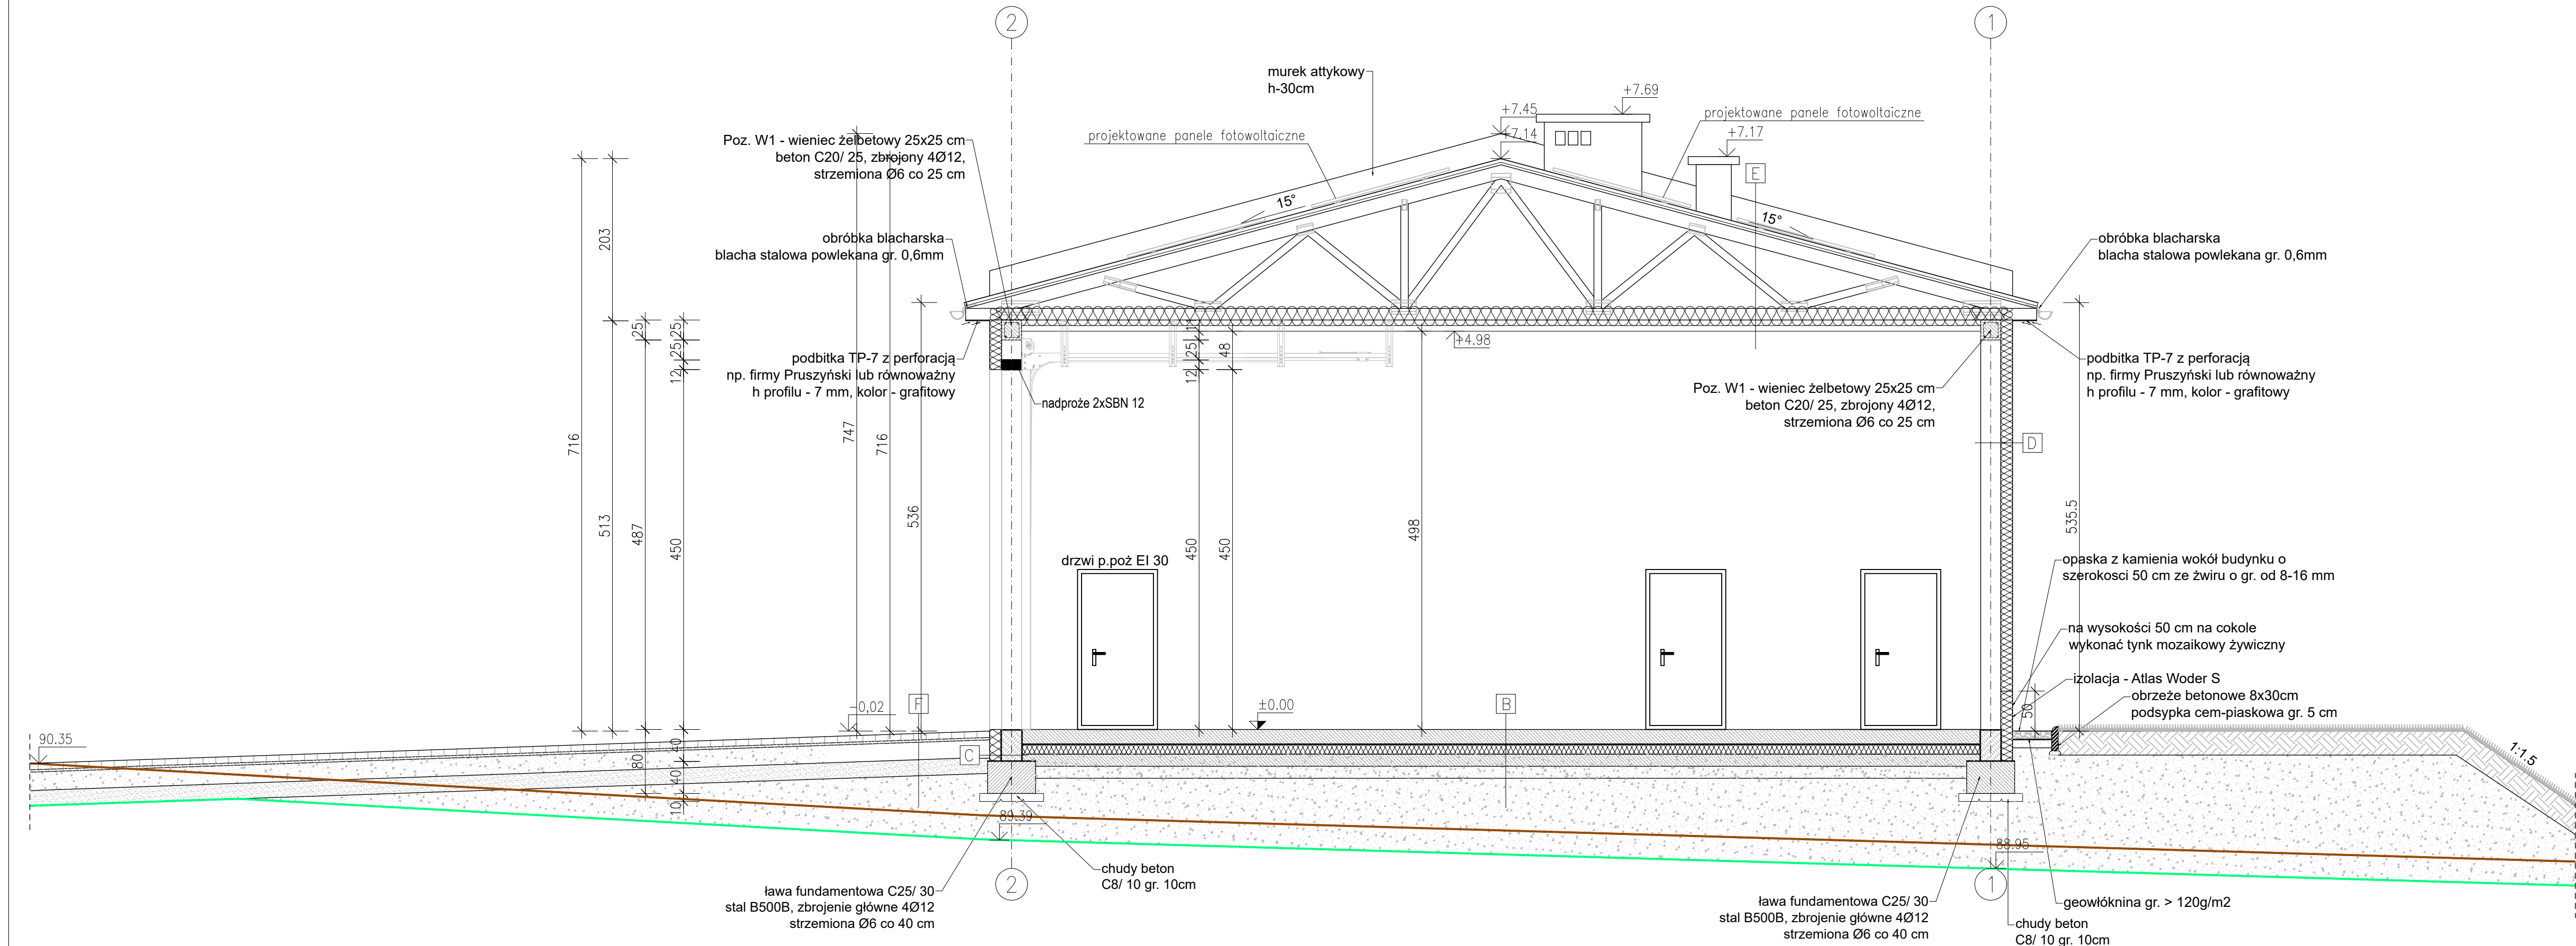 2
1
murek attykowy
h-30cm
+7.45
+7.14
+7.69
+7.17
projektowane panele fotowoltaiczne
projektowane panele fotowoltaiczne
Poz. W1 - wieniec żelbetowy 25x25 cm
beton C20/ 25, zbrojony 4Ø12,
strzemiona Ø6 co 25 cm
E
15°
15°
obróbka blacharska
blacha stalowa powlekana gr. 0,6mm
obróbka blacharska
blacha stalowa powlekana gr. 0,6mm
203
25
25
25
12
11
25
12
48
+4.98
podbitka TP-7 z perforacją
np. firmy Pruszyński lub równoważny
h profilu - 7 mm, kolor - grafitowy
nadproże 2xSBN 12
Poz. W1 - wieniec żelbetowy 25x25 cm
beton C20/ 25, zbrojony 4Ø12,
strzemiona Ø6 co 25 cm
podbitka TP-7 z perforacją
np. firmy Pruszyński lub równoważny
h profilu - 7 mm, kolor - grafitowy
D
716
513
487
450
747
716
536
450
450
498
535.5
drzwi p.poż EI 30
opaska z kamienia wokół budynku o
szerokosci 50 cm ze żwiru o gr. od 8-16 mm
na wysokości 50 cm na cokole
wykonać tynk mozaikowy żywiczny
izolacja - Atlas Woder S
obrzeże betonowe 8x30cm
podsypka cem-piaskowa gr. 5 cm
50
-0,02
F
±0.00
B
90.35
C
80
40
40
10
1:1.5
89.39
88.95
2
1
chudy beton
C8/ 10 gr. 10cm
ława fundamentowa C25/ 30
stal B500B, zbrojenie główne 4Ø12
strzemiona Ø6 co 40 cm
ława fundamentowa C25/ 30
stal B500B, zbrojenie główne 4Ø12
strzemiona Ø6 co 40 cm
geowłóknina gr. > 120g/m2
chudy beton
C8/ 10 gr. 10cm